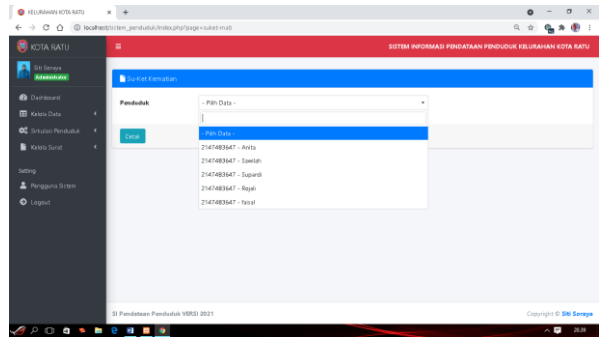 KELURAHAN KOTA RATU
localhost/sistem_penduduk/index.php?page=suket-mati
KOTA RATU
SISTEM INFORMASI PENDATAAN PENDUDUK KELURAHAN KOTA RATU
Siti Soraya
Administrator
Su-Ket Kematian
Dashboard
Penduduk
- Pilih Data -
Kelola Data
Sirkulasi Penduduk
Cetak
- Pilih Data -
Kelola Surat
2147483647 - Anita
2147483647 - Sawilah
2147483647 - Supardi
Setting
2147483647 - Rojali
Pengguna Sistem
2147483647 - faisal
Logout
SI Pendataan Penduduk VERSI 2021
Copyright © Siti Soraya
20.39